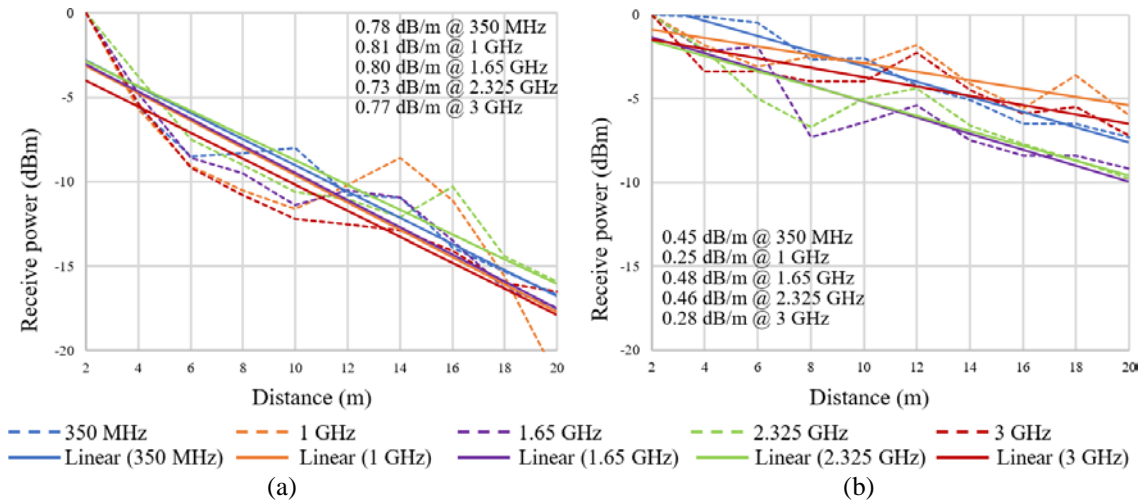 0.78 dB/m @ 350 MHz
0.81 dB/m @ 1 GHz
0.80 dB/m @ 1.65 GHz
0.73 dB/m @ 2.325 GHz
0.77 dB/m @ 3 GHz
0
-5
-10
-15
-20
Receive power (dBm)
2 4 6 8 10 12 14 16 18 20
Distance (m)
0.45 dB/m @ 350 MHz
0.25 dB/m @ 1 GHz
0.48 dB/m @ 1.65 GHz
0.46 dB/m @ 2.325 GHz
0.28 dB/m @ 3 GHz
0
-5
-10
-15
-20
Receive power (dBm)
2 4 6 8 10 12 14 16 18 20
Distance (m)
350 MHz 1 GHz 1.65 GHz 2.325 GHz 3 GHz
Linear (350 MHz) Linear (1 GHz) Linear (1.65 GHz) Linear (2.325 GHz) Linear (3 GHz)
(a) (b)